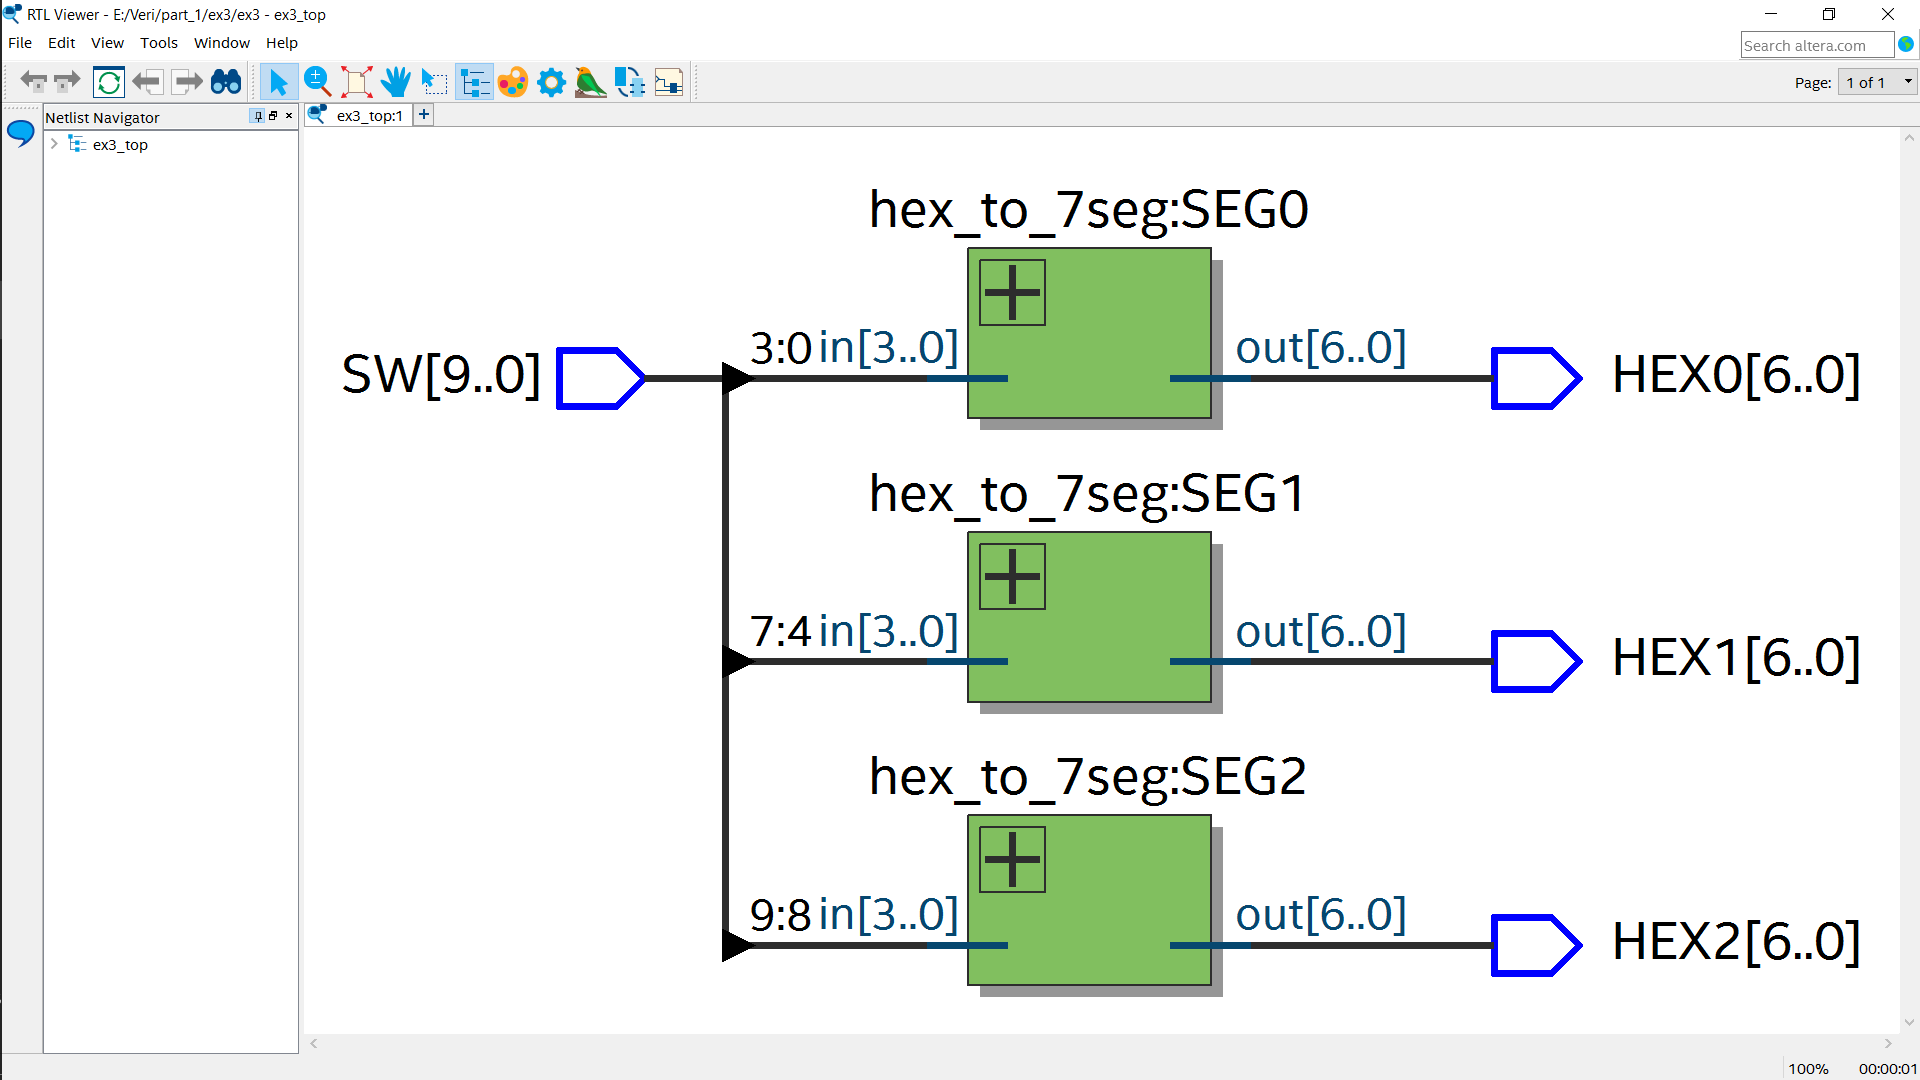 RTL Viewer - E:/Veri/part_1/ex3/ex3 - ex3_top
File Edit View Tools Window Help
Search altera.com
Page: 1 of 1
Netlist Navigator
ex3_top:1
ex3_top
hex_to_7seg:SEG0
SW[9..0] 3:0 in[3..0] out[6..0] HEX0[6..0]
hex_to_7seg:SEG1
7:4 in[3..0] out[6..0] HEX1[6..0]
hex_to_7seg:SEG2
9:8 in[3..0] out[6..0] HEX2[6..0]
100% 00:00:01